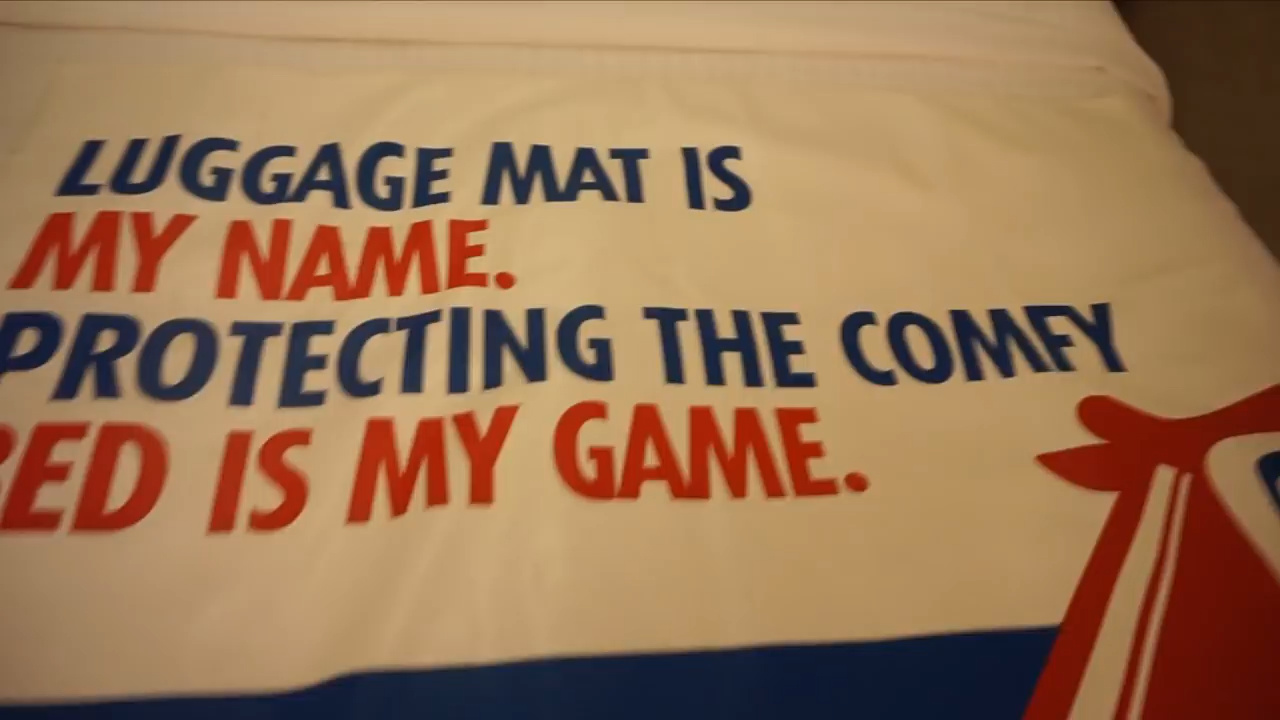 LUGGAGE MAT IS
MY NAME.
PROTECTING THE COMFY
BED IS MY GAME.